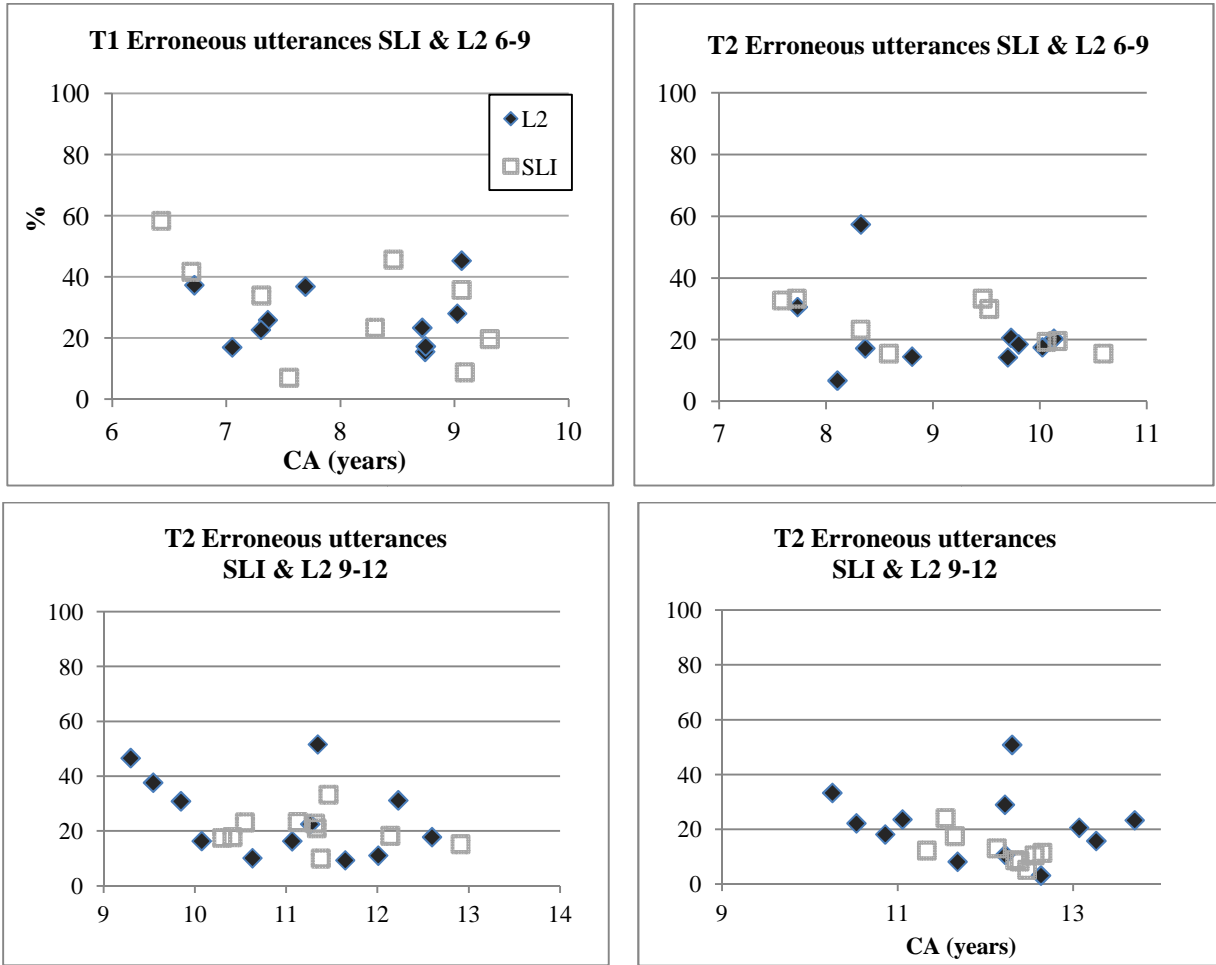 T1 Erroneous utterances SLI & L2 6-9
100
80
60
40
20
0
%
6 7 8 9 10
CA (years)
L2
SLI
T2 Erroneous utterances SLI & L2 6-9
100
80
60
40
20
0
7 8 9 10 11
T2 Erroneous utterances
SLI & L2 9-12
100
80
60
40
20
0
9 10 11 12 13 14
T2 Erroneous utterances
SLI & L2 9-12
100
80
60
40
20
0
9 11 13
CA (years)